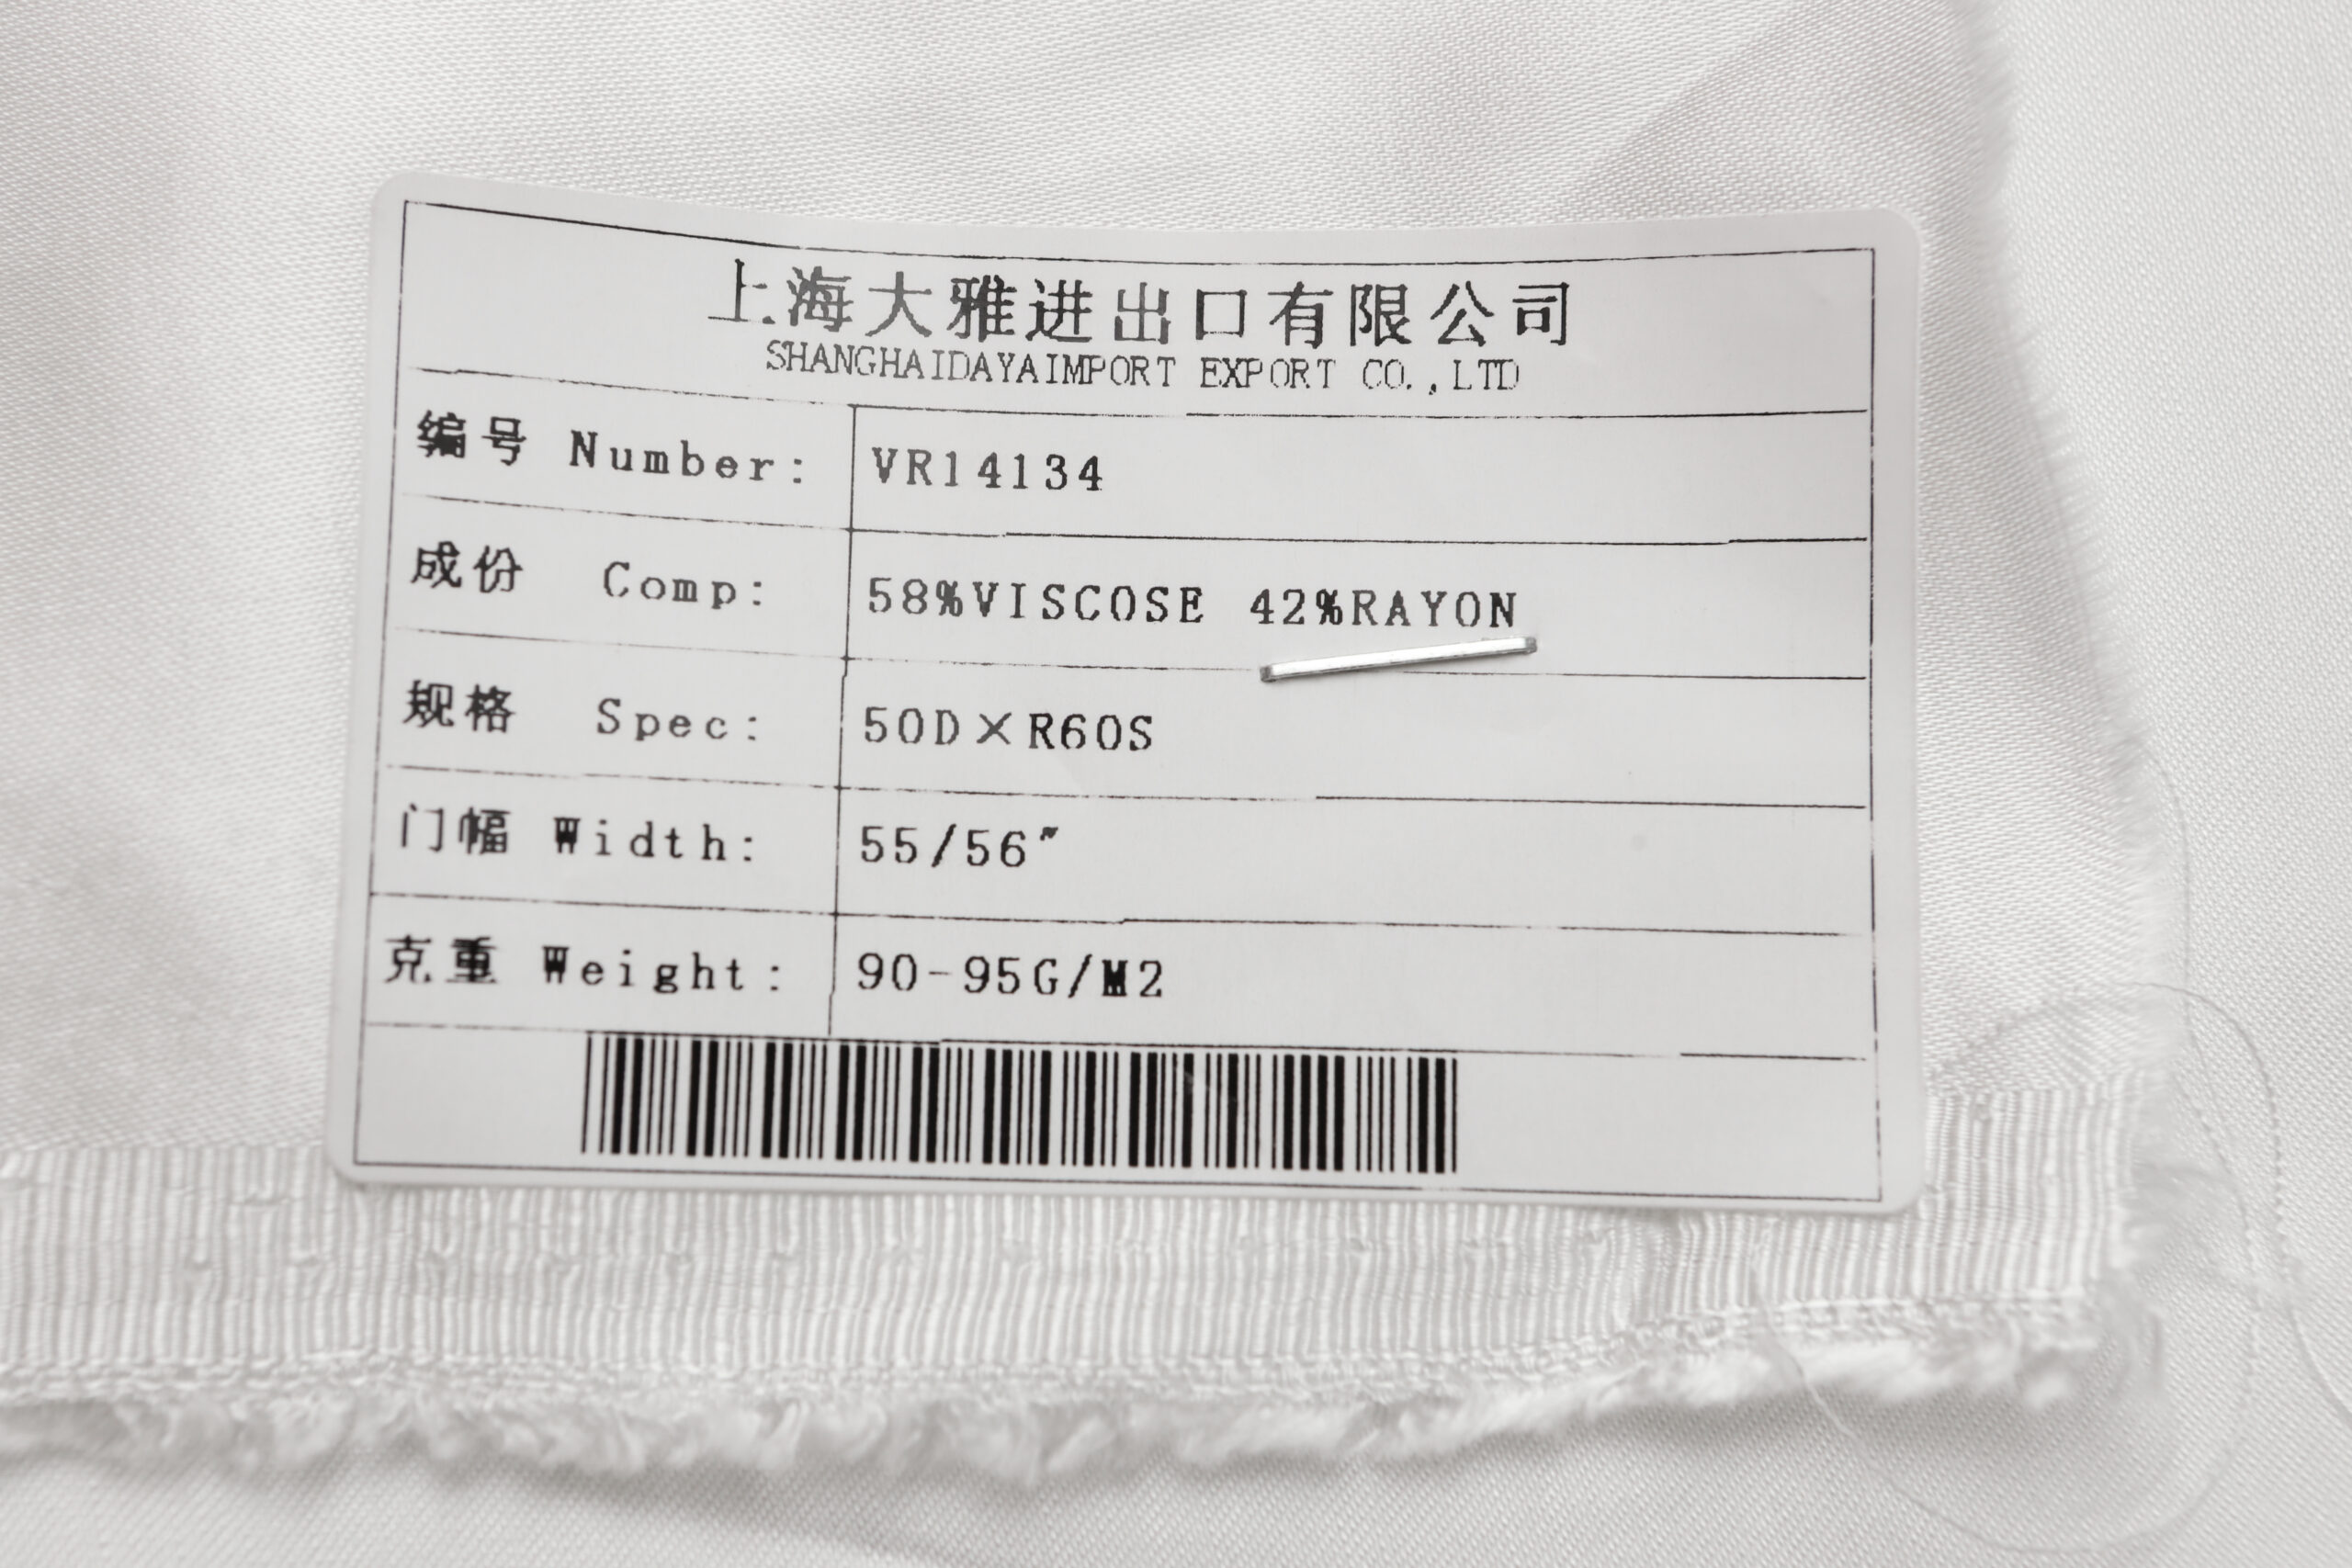 上海大雅进出口有限公司
SHANGHAIDAYAIMPORT EXPORT CO.,LTD
编号 Number: VR14134
成份 Comp: 58%VISCOSE 42%RAYON
规格 Spec: 50D×R60S
门幅 Width: 55/56"
克重 Weight: 90-95G/M2